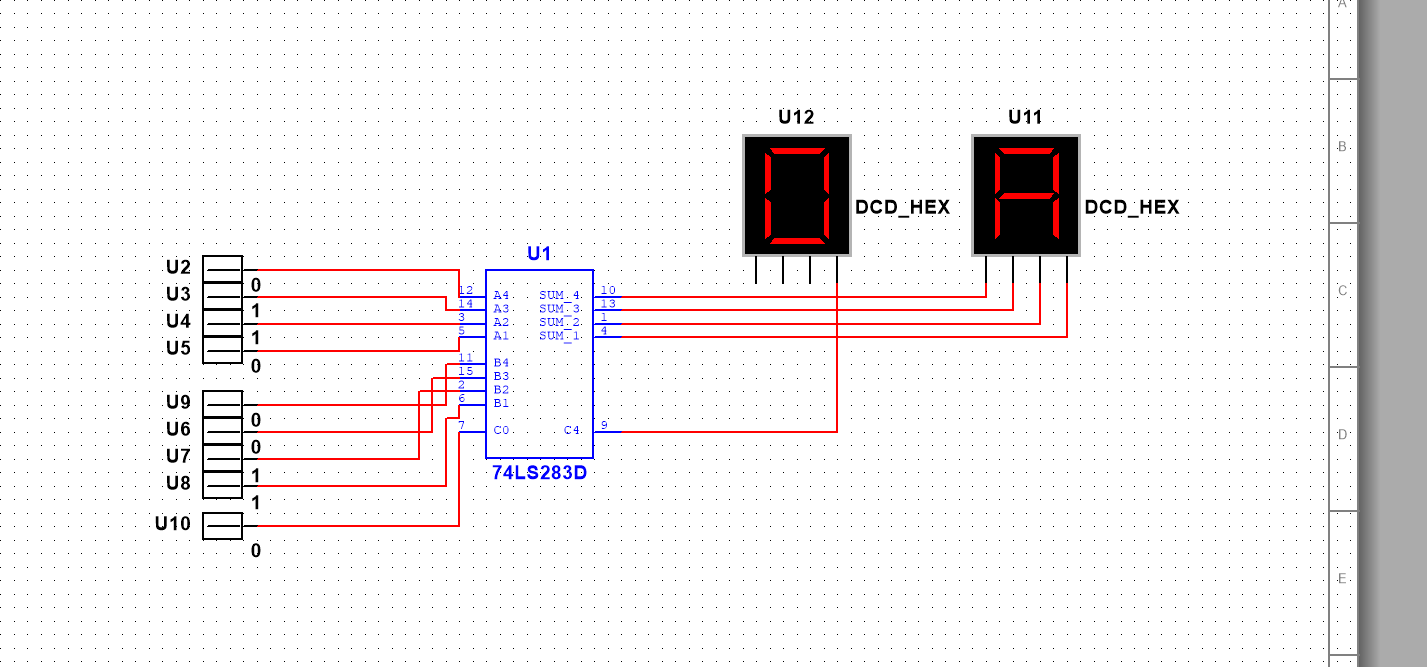 A
U12 U11
B
DCD_HEX DCD_HEX
U1
U2
0
U3
1
U4
1
U5
0
C
12 A4 SUM_4 10
14 A3 SUM_3 13
3 A2 SUM_2 1
5 A1 SUM_1 4
11 B4
15 B3
2 B2
6 B1
7 C0 C4 9
74LS283D
U9
0
U6
0
U7
1
U8
1
U10
0
D
E